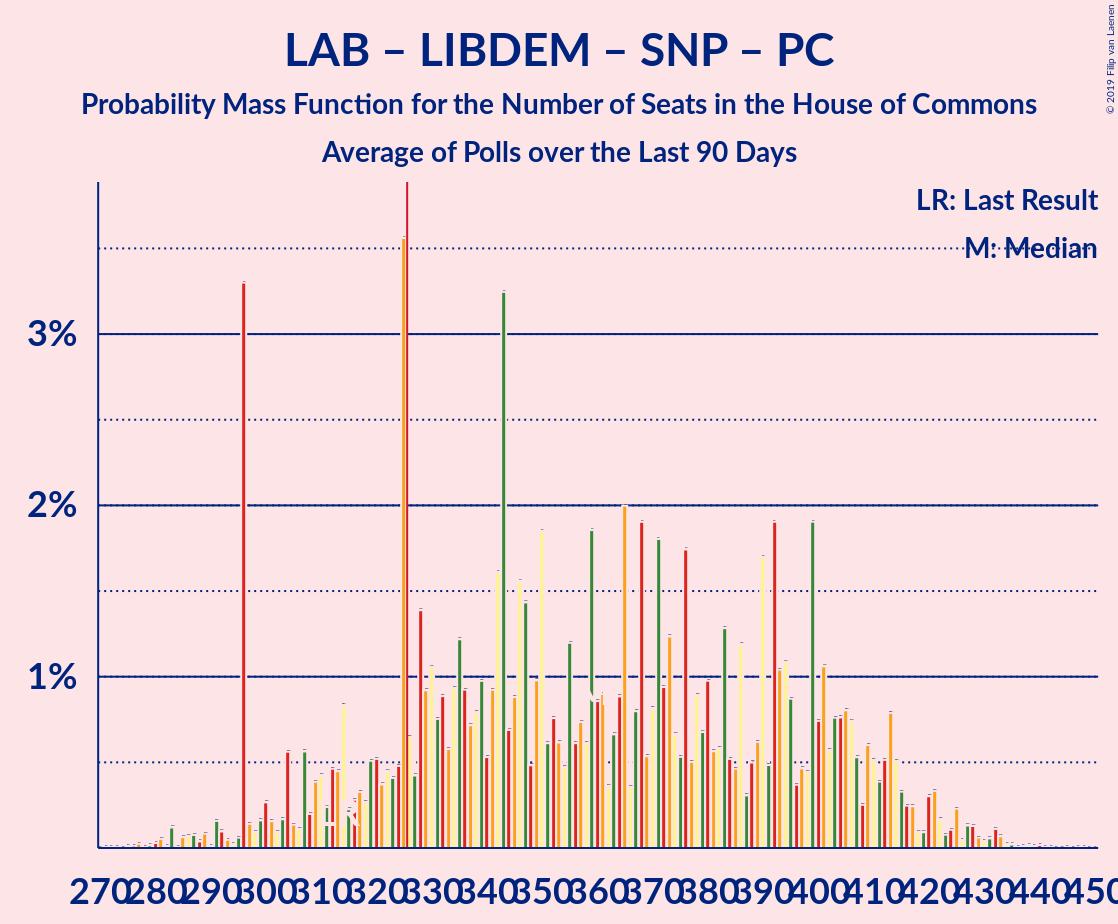 LAB – LIBDEM – SNP – PC
Probability Mass Function for the Number of Seats in the House of Commons
Average of Polls over the Last 90 Days
© 2019 Filip van Laenen
LR: Last Result
M: Median
3%
2%
1%
LR
M
270 280 290 300 310 320 330 340 350 360 370 380 390 400 410 420 430 440 450